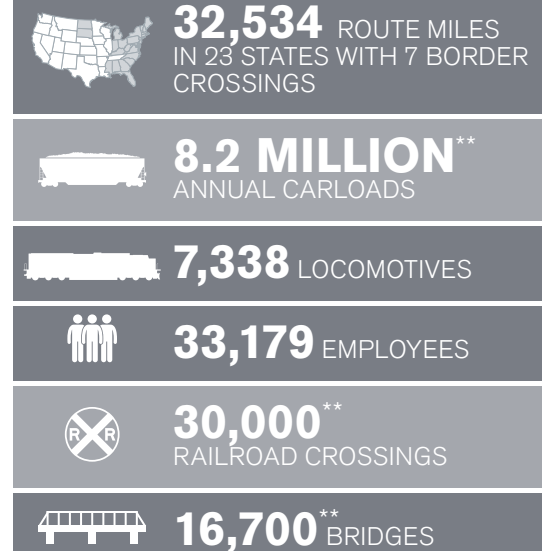 32,534 ROUTE MILES
IN 23 STATES WITH 7 BORDER
CROSSINGS
8.2 MILLION**
ANNUAL CARLOADS
7,338 LOCOMOTIVES
33,179 EMPLOYEES
R R
30,000**
RAILROAD CROSSINGS
16,700** BRIDGES